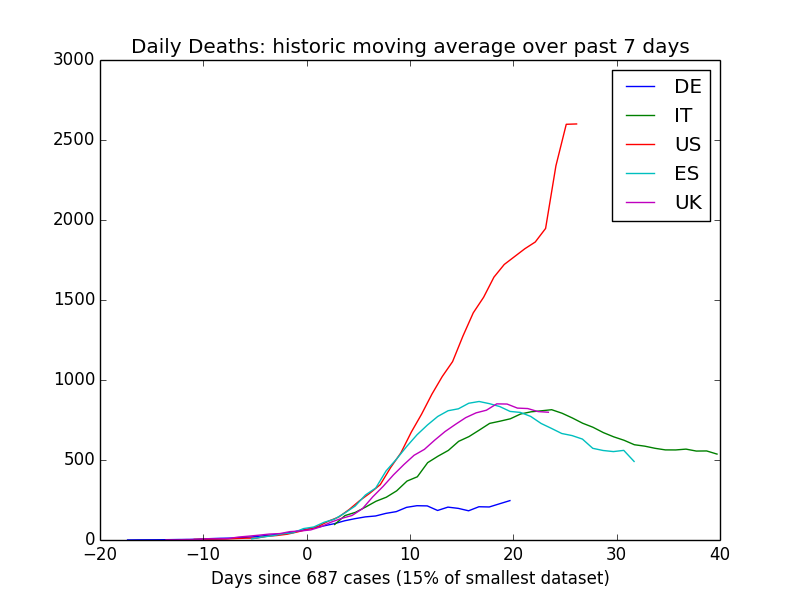 Daily Deaths: historic moving average over past 7 days
3000
2500
2000
1500
1000
500
0
DE
IT
US
ES
UK
−20 −10 0 10 20 30 40
Days since 687 cases (15% of smallest dataset)